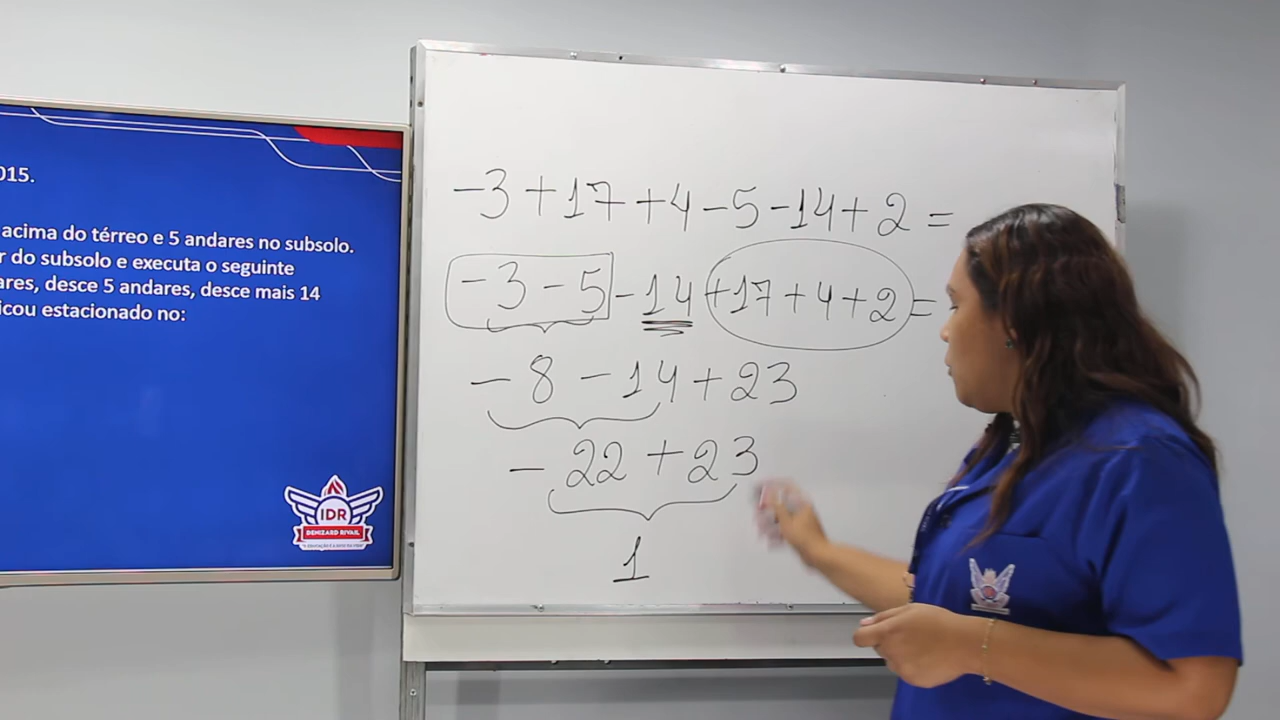 015.
acima do térreo e 5 andares no subsolo.
r do subsolo e executa o seguinte
ares, desce 5 andares, desce mais 14
icou estacionado no:
IDR
DENIZARD RIVAIL
-3+17+4-5-14+2=
-3-5-14+17+4+2=
-8-14+23
-22+23
1